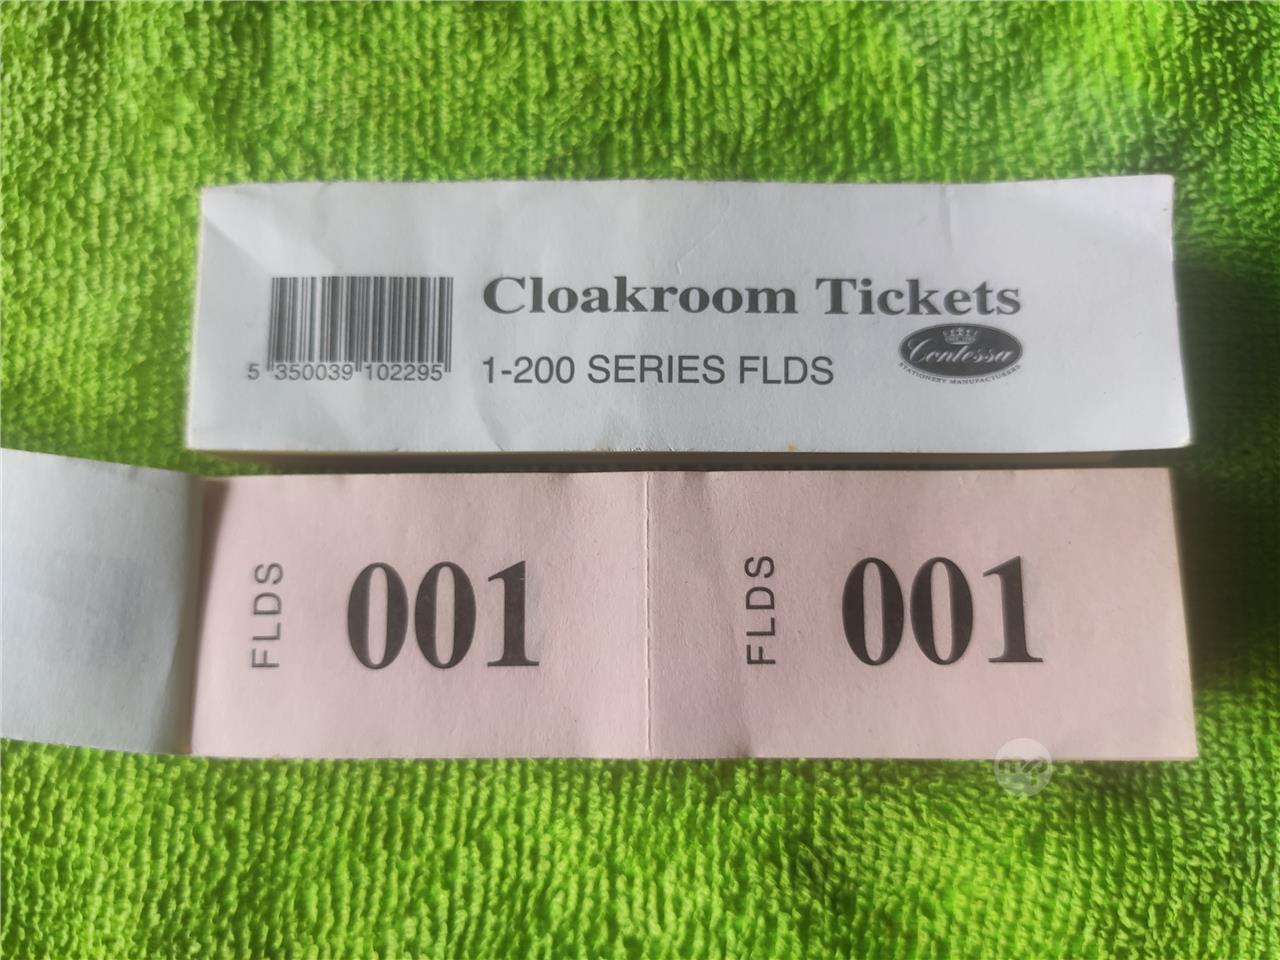 Cloakroom Tickets
1-200 SERIES FLDS
Contessa
STATIONERY MANUFACTURERS
5 350039 102295
FLDS 001
FLDS 001